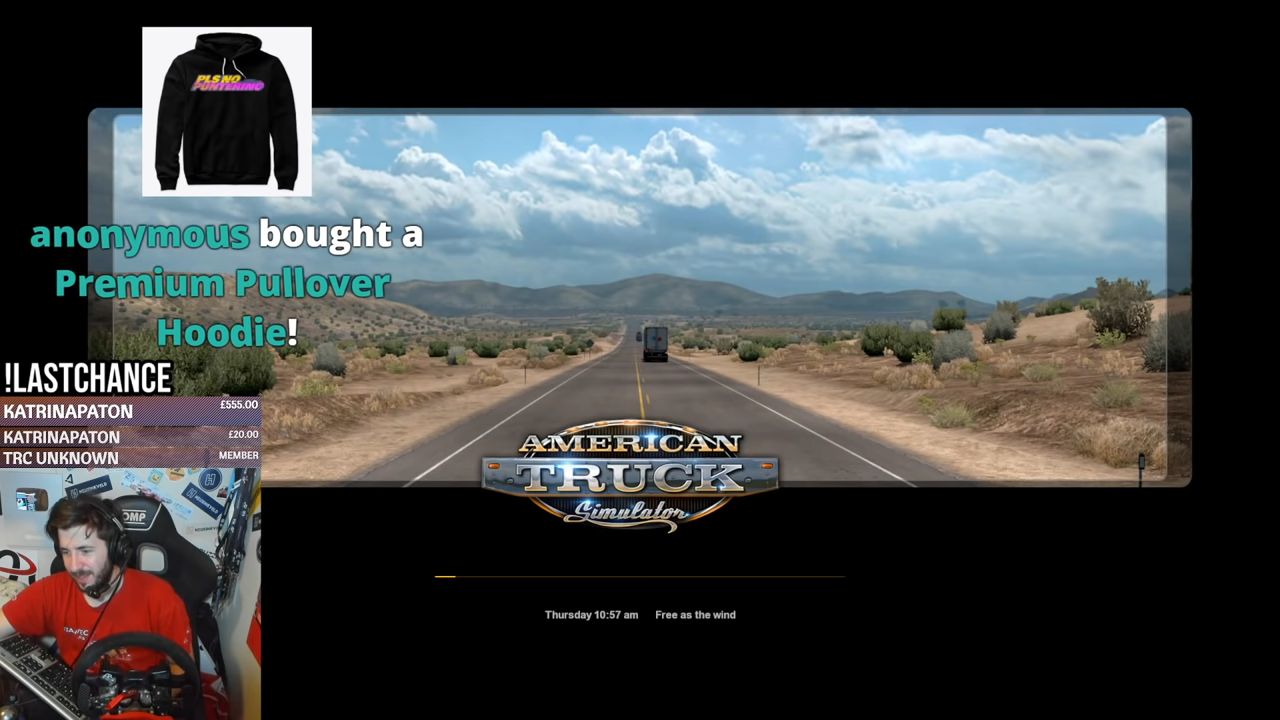 PLS NO
PUNTERING
anonymous bought a
Premium Pullover
Hoodie!
!LASTCHANCE
KATRINAPATON £555.00
KATRINAPATON £20.00
TRC UNKNOWN MEMBER
OMP
AMERICAN
TRUCK
Simulator
Thursday 10:57 am Free as the wind